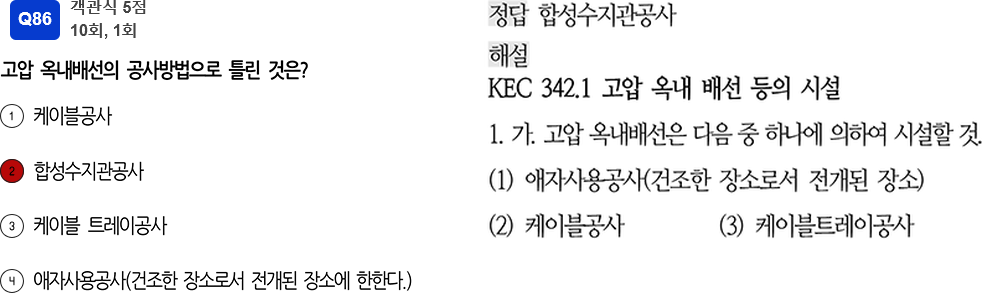 Q86
객관식 5점
10회, 1회
고압 옥내배선의 공사방법으로 틀린 것은?
1 케이블공사
2 합성수지관공사
3 케이블 트레이공사
4 애자사용공사(건조한 장소로서 전개된 장소에 한한다.)
정답 합성수지관공사
해설
KEC 342.1 고압 옥내 배선 등의 시설
1. 가. 고압 옥내배선은 다음 중 하나에 의하여 시설할 것.
(1) 애자사용공사(건조한 장소로서 전개된 장소)
(2) 케이블공사 (3) 케이블트레이공사